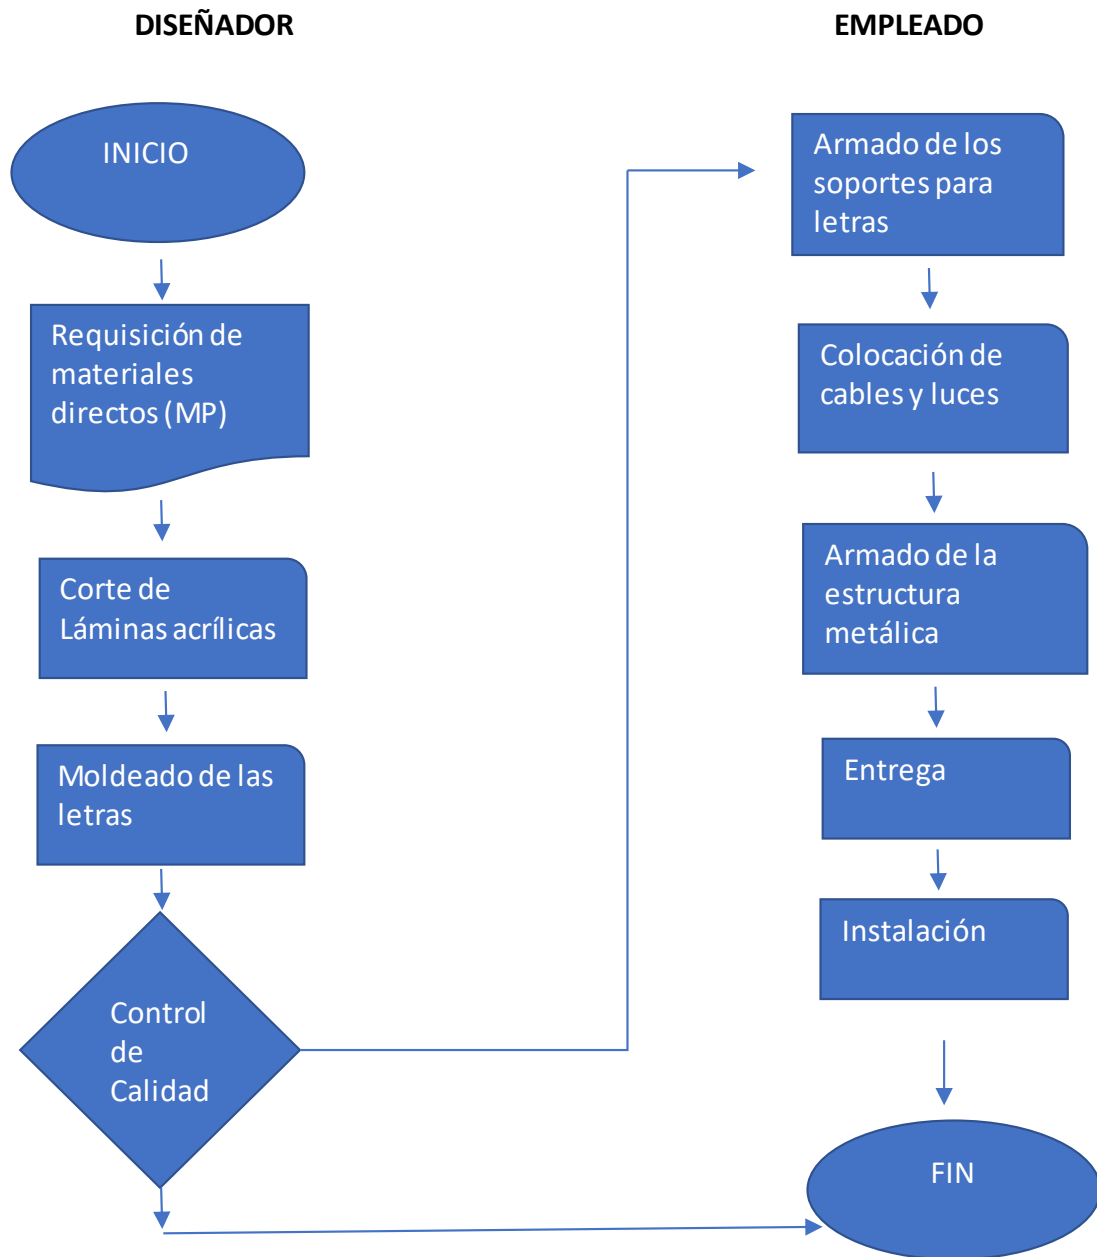 DISEÑADOR
EMPLEADO
INICIO
Requisición de
materiales
directos (MP)
Corte de
Láminas acrílicas
Moldeado de las
letras
Control
de
Calidad
Armado de los
soportes para
letras
Colocación de
cables y luces
Armado de la
estructura
metálica
Entrega
Instalación
FIN